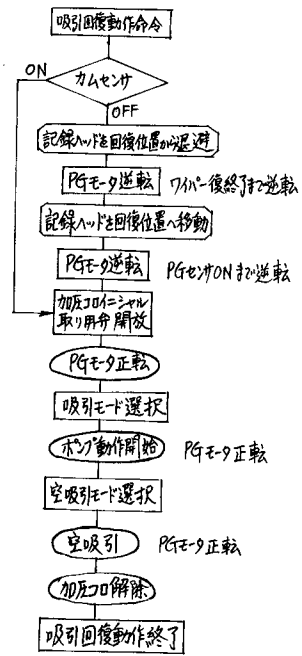 吸引回復動作命令
ON
カムセンサ
OFF
記録ヘッドを回復位置から退避
PGモータ逆転
ワイパー復終了まで逆転
記録ヘッドを回復位置へ移動
PGモータ逆転
PGセンサONまで逆転
加圧コロイニシャル
取り用弁開放
PGモータ正転
吸引モード選択
ポンプ動作開始
PGモータ正転
空吸引モード選択
空吸引
PGモータ正転
加圧コロ解除
吸引回復動作終了